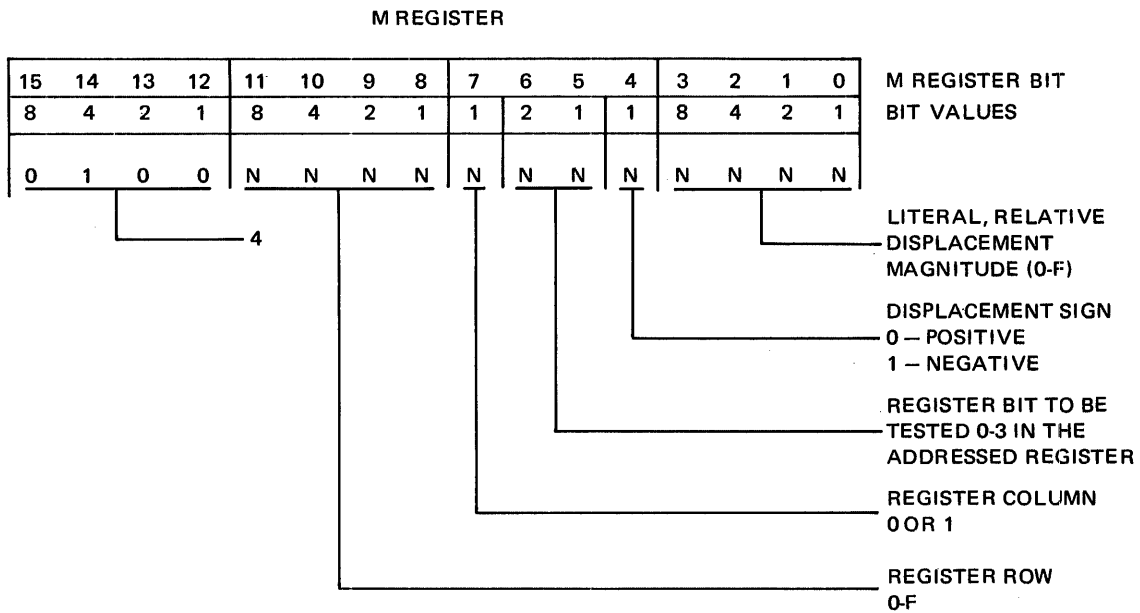 M REGISTER
15 14 13 12 11 10 9 8 7 6 5 4 3 2 1 0 M REGISTER BIT
8 4 2 1 8 4 2 1 1 2 1 1 8 4 2 1 BIT VALUES
0 1 0 0 N N N N N N N N N N N N
4
LITERAL, RELATIVE
DISPLACEMENT
MAGNITUDE (0-F)
DISPLACEMENT SIGN
0 — POSITIVE
1 — NEGATIVE
REGISTER BIT TO BE
TESTED 0-3 IN THE
ADDRESSED REGISTER
REGISTER COLUMN
0 OR 1
REGISTER ROW
0-F